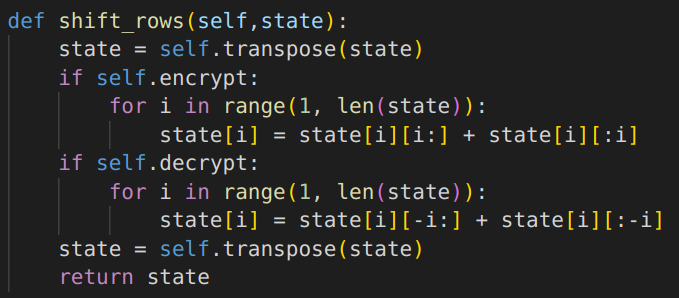 def shift_rows(self,state):
    state = self.transpose(state)
    if self.encrypt:
        for i in range(1, len(state)):
            state[i] = state[i][i:] + state[i][:i]
    if self.decrypt:
        for i in range(1, len(state)):
            state[i] = state[i][-i:] + state[i][:-i]
    state = self.transpose(state)
    return state